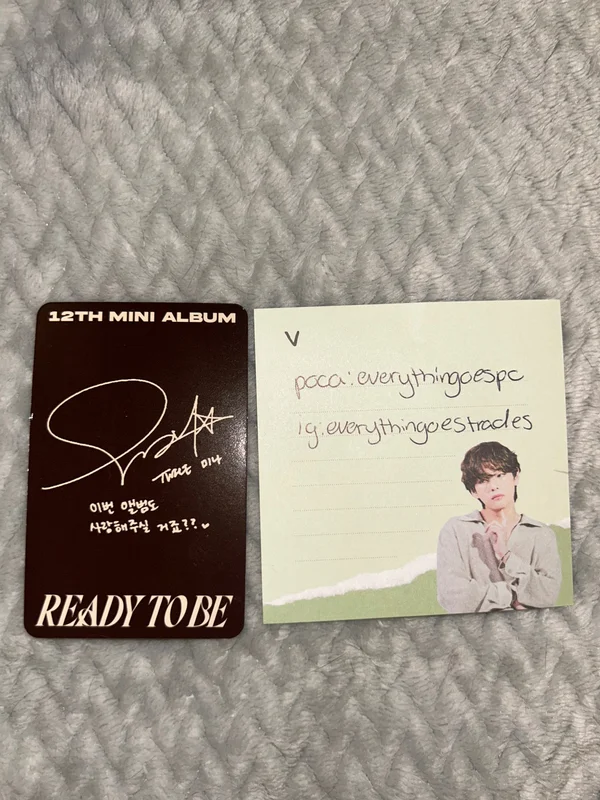 12TH MINI ALBUM
TWICE 미나
이번 앨범도
사랑해주실 거죠??♡
READY TO BE
V
poca: everythingoespc
ig: everythingoestrades